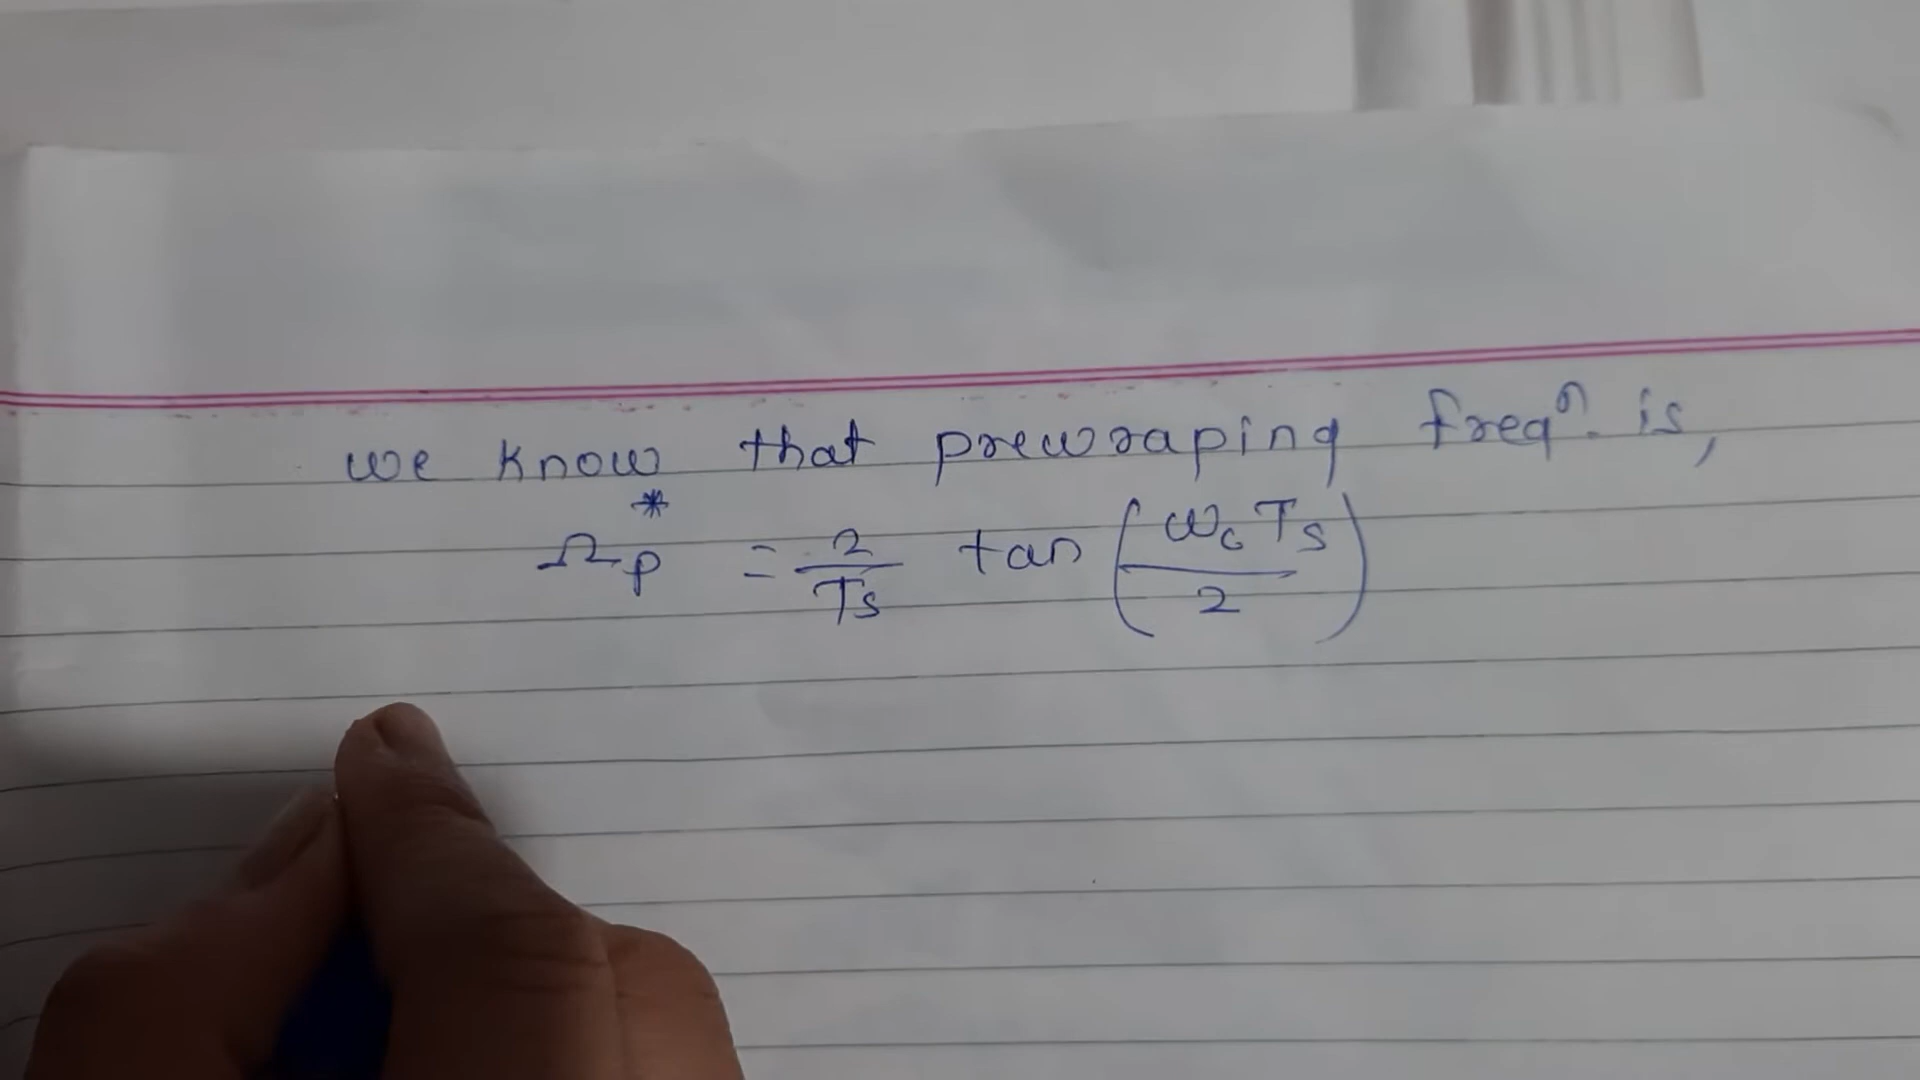 we know that prewraping freqⁿ. is,
Ωp* = 2/Ts tan (ωc Ts / 2)